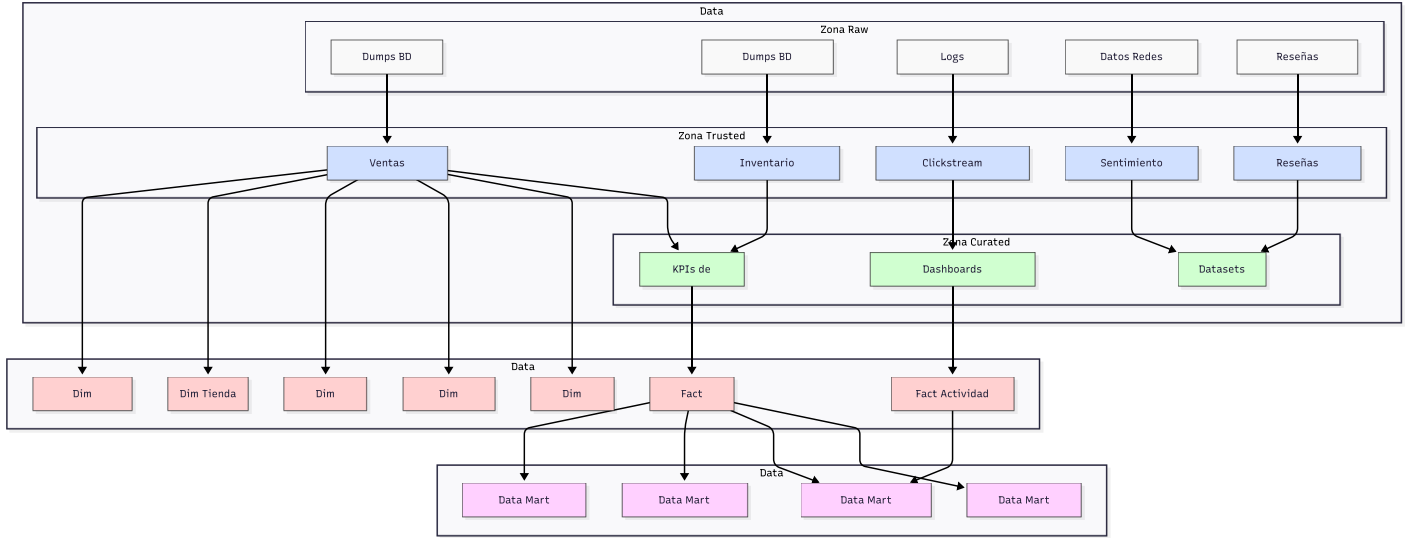 Data
Zona Raw
Dumps BD
Dumps BD
Logs
Datos Redes
Reseñas
Zona Trusted
Ventas
Inventario
Clickstream
Sentimiento
Reseñas
Zona Curated
KPIs de
Dashboards
Datasets
Data
Dim
Dim Tienda
Dim
Dim
Dim
Fact
Fact Actividad
Data
Data Mart
Data Mart
Data Mart
Data Mart